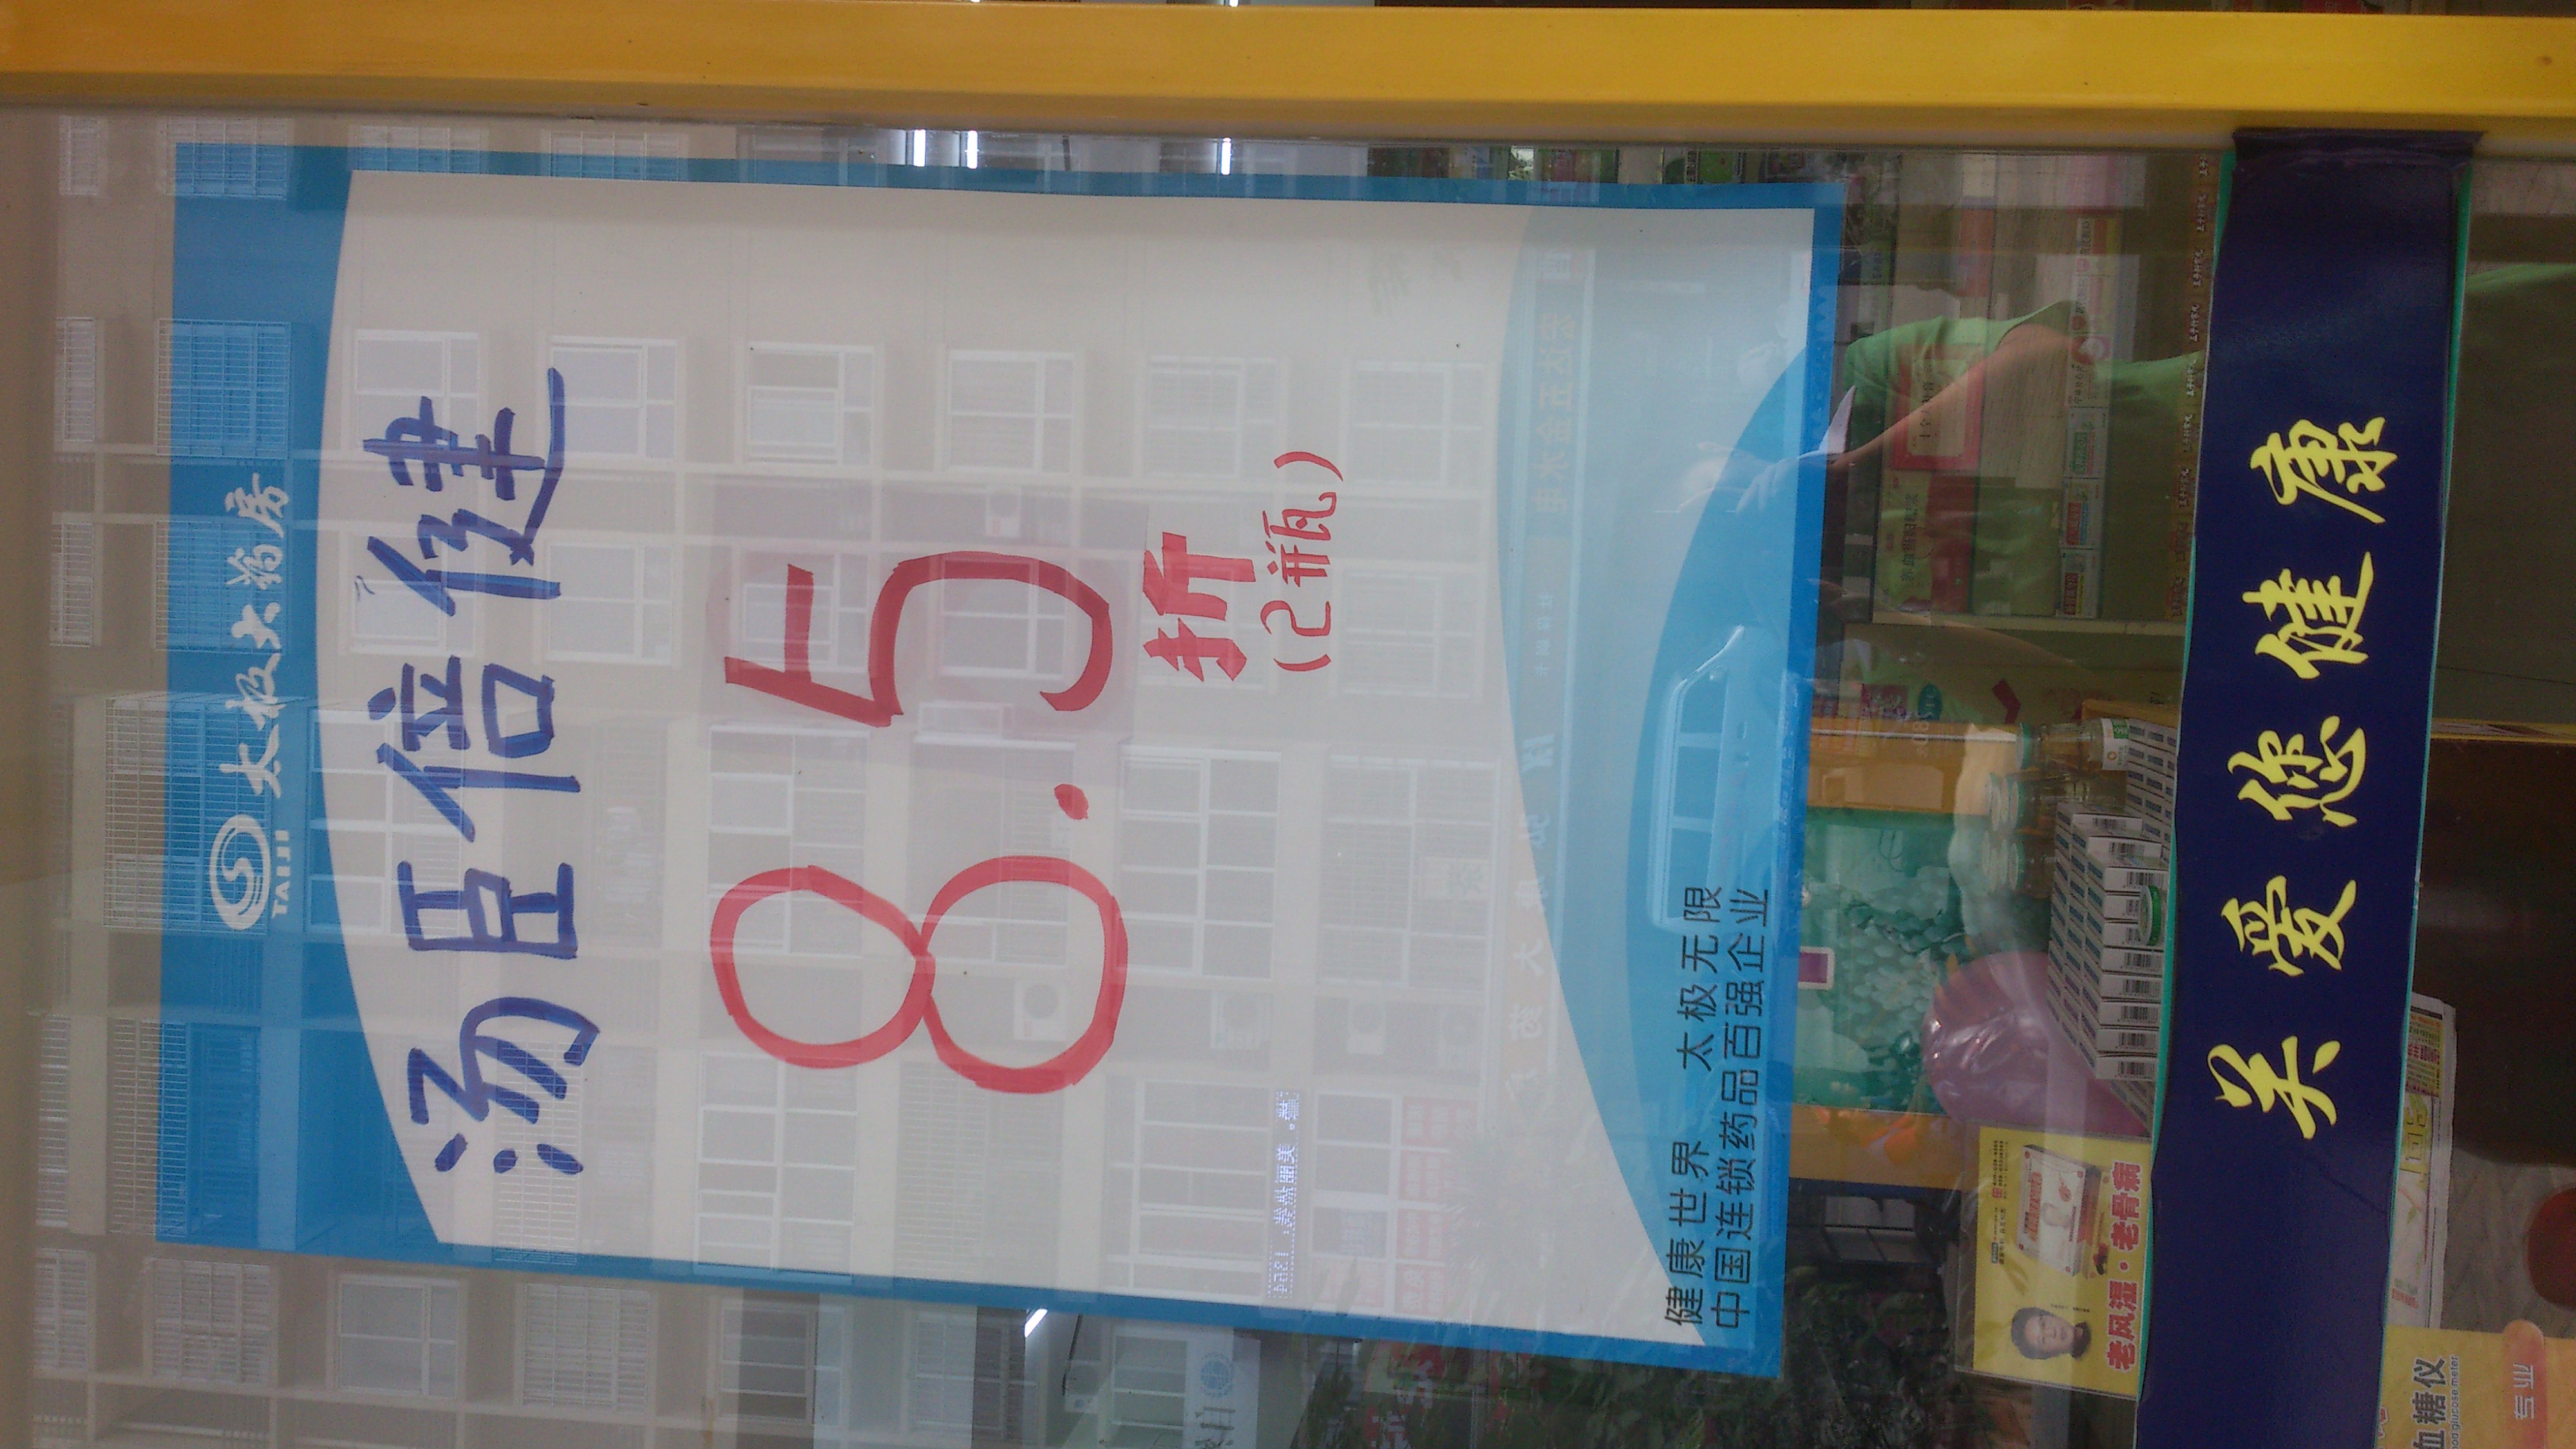 太极大药房
TAIJI
汤臣倍健
8.5
折
(2瓶)
健康世界 太极无限
中国连锁药品百强企业
关爱您健康
老风湿·老骨病
血糖仪
专业